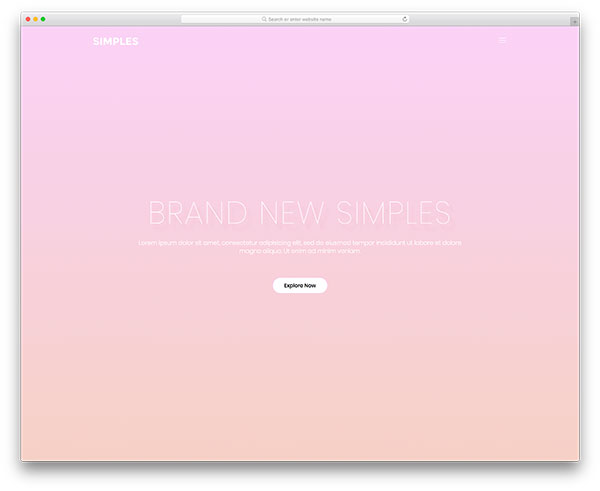 Search or enter website name
SIMPLES
BRAND NEW SIMPLES
Lorem ipsum dolor sit amet, consectetur adipisicing elit, sed do eiusmod tempor incididunt ut labore et dolore
magna aliqua. Ut enim ad minim veniam.
Explore Now